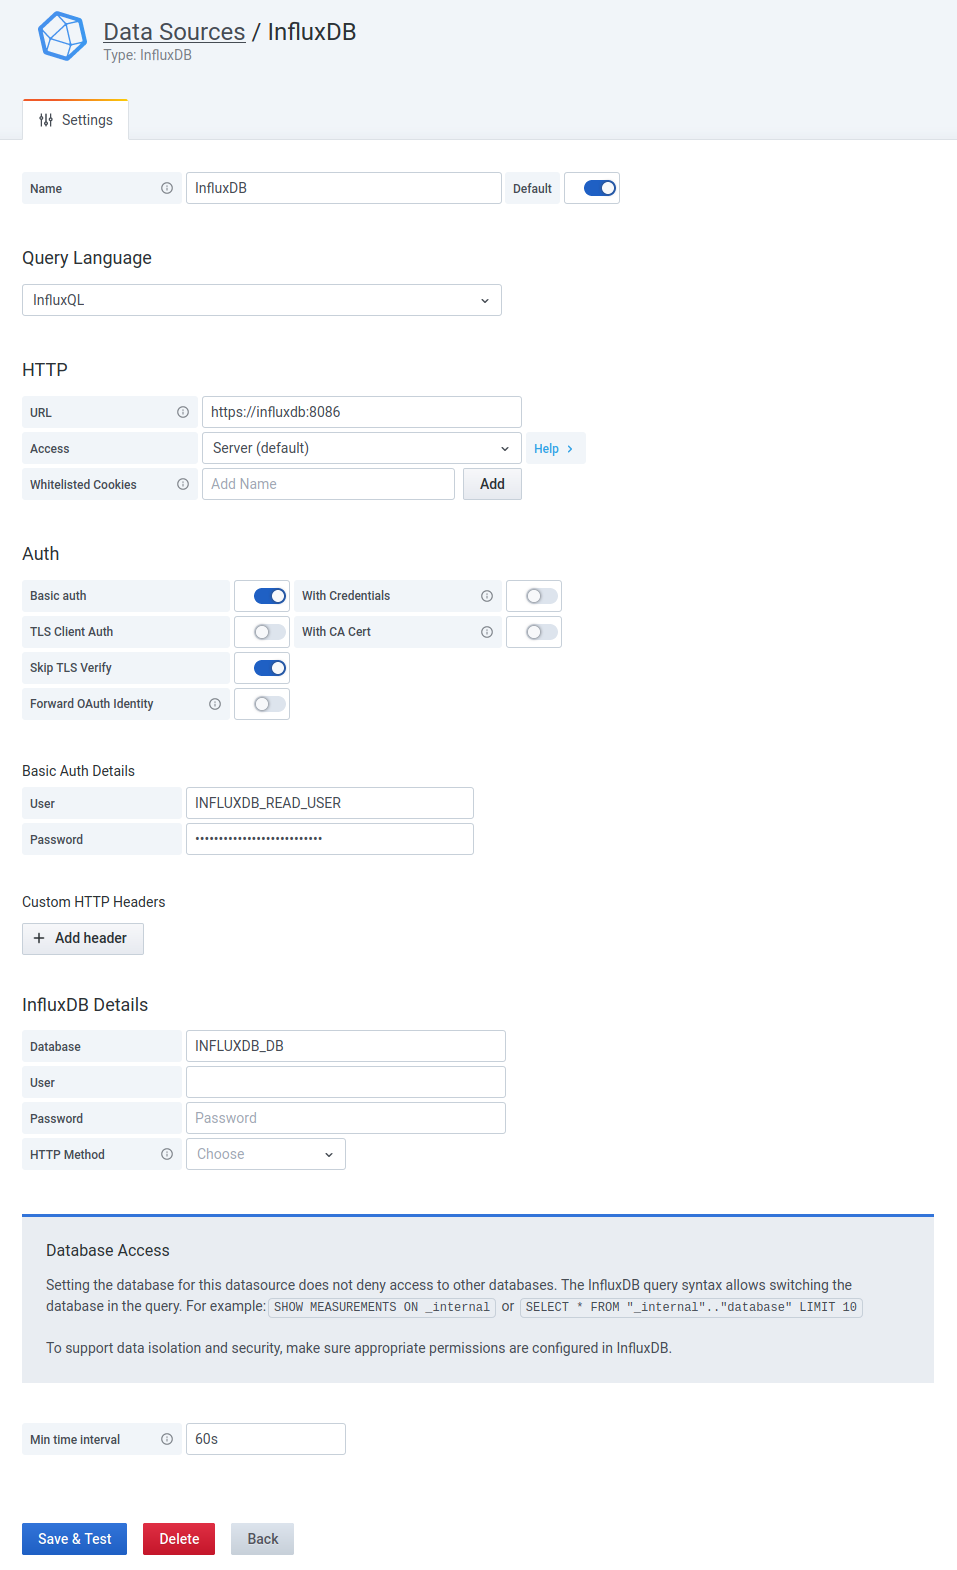 Data Sources / InfluxDB
Type: InfluxDB
Settings
Name InfluxDB Default
Query Language
InfluxQL
HTTP
URL https://influxdb:8086
Access Server (default) Help
Whitelisted Cookies Add Name Add
Auth
Basic auth With Credentials
TLS Client Auth With CA Cert
Skip TLS Verify
Forward OAuth Identity
Basic Auth Details
User INFLUXDB_READ_USER
Password •••••••••••••••••••••••••••
Custom HTTP Headers
+ Add header
InfluxDB Details
Database INFLUXDB_DB
User
Password Password
HTTP Method Choose
Database Access
Setting the database for this datasource does not deny access to other databases. The InfluxDB query syntax allows switching the
database in the query. For example: SHOW MEASUREMENTS ON _internal or SELECT * FROM "_internal".."database" LIMIT 10
To support data isolation and security, make sure appropriate permissions are configured in InfluxDB.
Min time interval 60s
Save & Test Delete Back